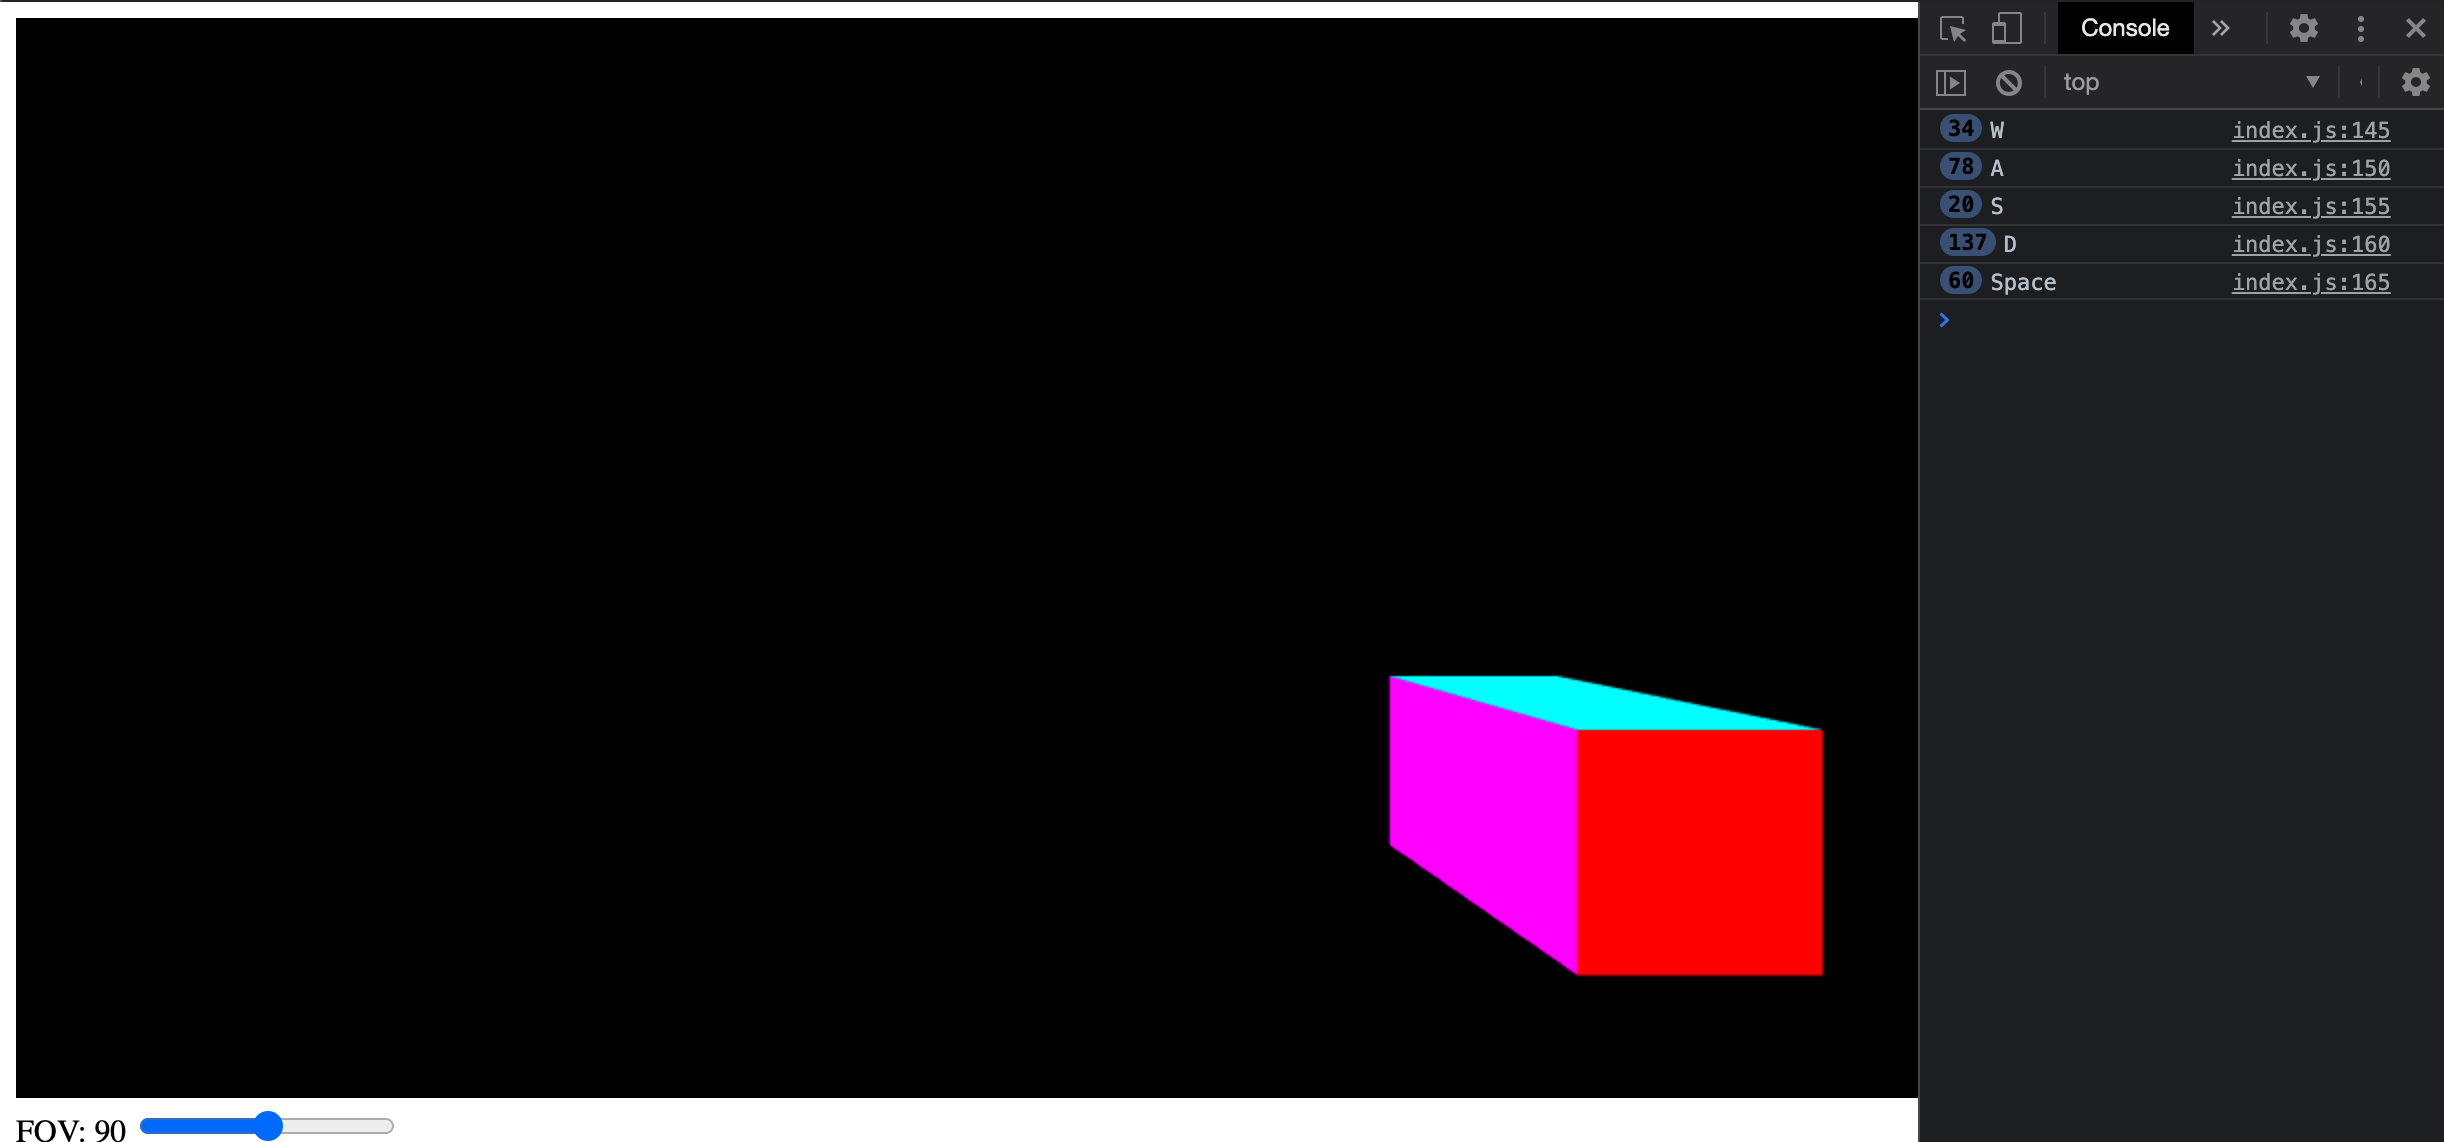 Console
top
34 W index.js:145
78 A index.js:150
20 S index.js:155
137 D index.js:160
60 Space index.js:165
FOV: 90